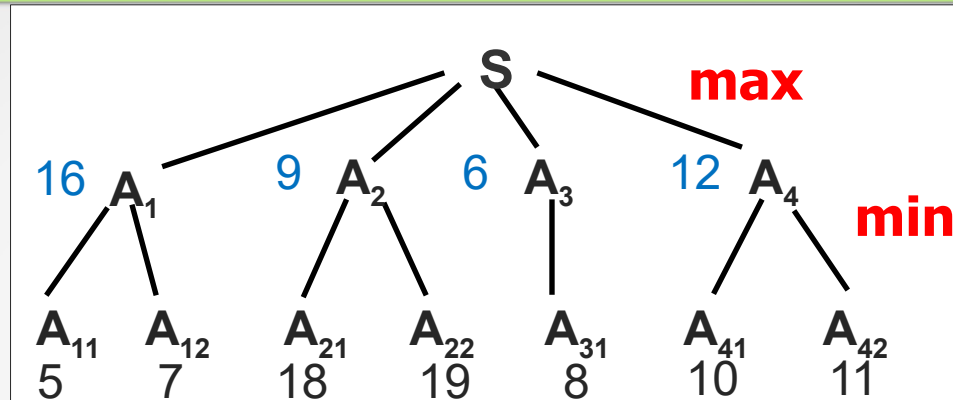 S
max
16 A₁ 9 A₂ 6 A₃ 12 A₄
min
A₁₁ A₁₂ A₂₁ A₂₂ A₃₁ A₄₁ A₄₂
5 7 18 19 8 10 11